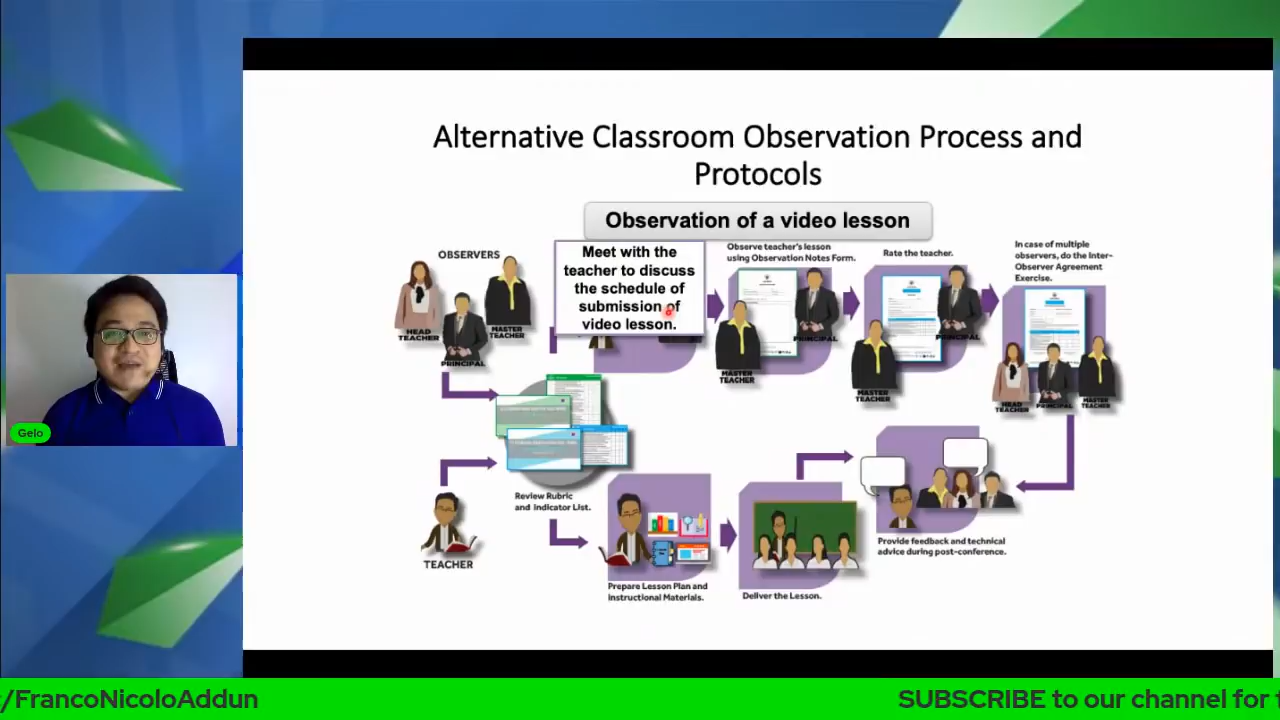 Alternative Classroom Observation Process and
Protocols
Observation of a video lesson
OBSERVERS
HEAD
TEACHER
PRINCIPAL
MASTER
TEACHER
Meet with the
teacher to discuss
the schedule of
submission of
video lesson.
Observe teacher's lesson
using Observation Notes Form.
MASTER
TEACHER
PRINCIPAL
Rate the teacher.
MASTER
TEACHER
PRINCIPAL
In case of multiple
observers, do the Inter-
Observer Agreement
Exercise.
HEAD
TEACHER
PRINCIPAL
MASTER
TEACHER
Gelo
Review Rubric
and Indicator List.
TEACHER
Prepare Lesson Plan and
Instructional Materials.
Deliver the Lesson.
Provide feedback and technical
advice during post-conference.
/FrancoNicoloAddun
SUBSCRIBE to our channel for